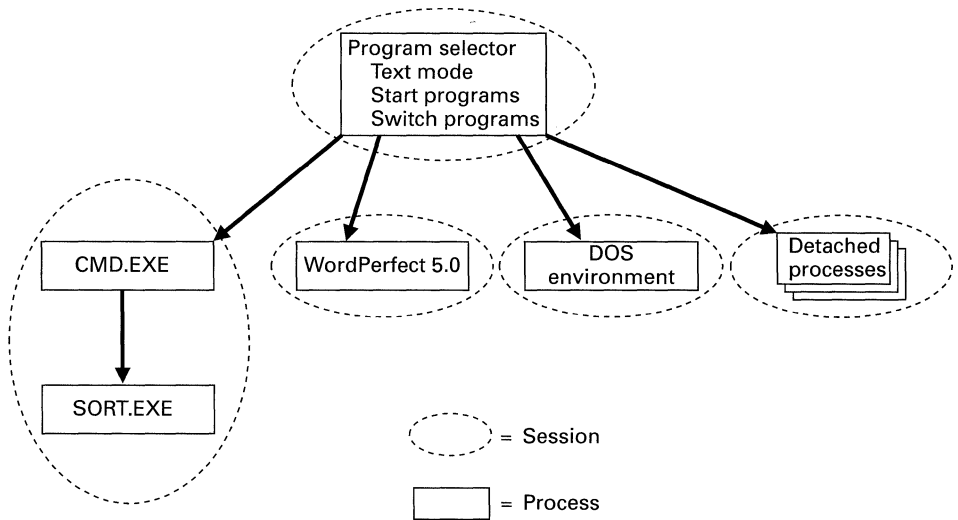 Program selector
Text mode
Start programs
Switch programs
CMD.EXE
WordPerfect 5.0
DOS
environment
Detached
processes
SORT.EXE
= Session
= Process